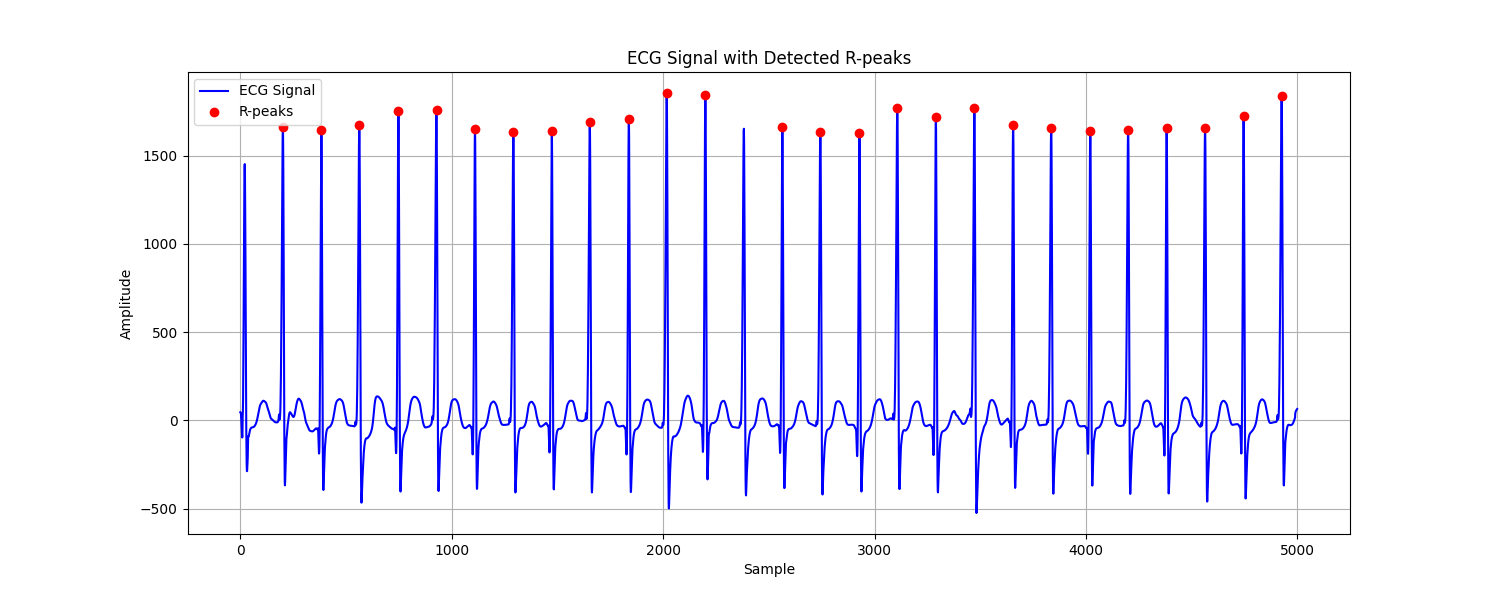 ECG Signal with Detected R-peaks
ECG Signal
R-peaks
1500
1000
500
0
−500
Amplitude
0 1000 2000 3000 4000 5000
Sample